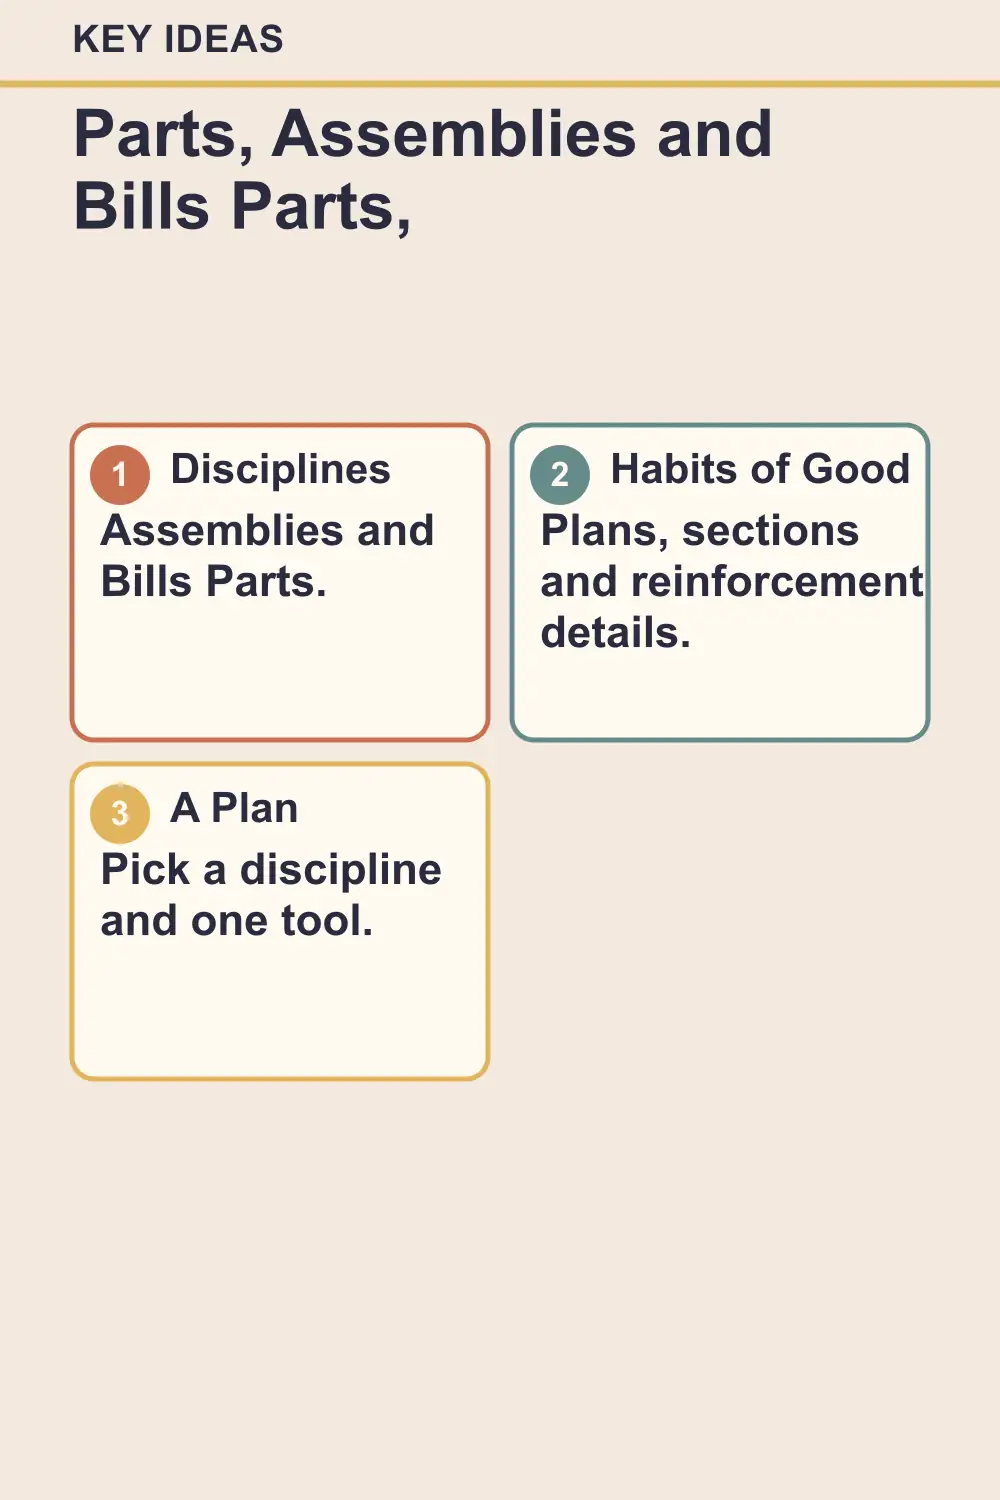 KEY IDEAS
Parts, Assemblies and
Bills Parts,
1 Disciplines
Assemblies and
Bills Parts.
2 Habits of Good
Plans, sections
and reinforcement
details.
3 A Plan
Pick a discipline
and one tool.